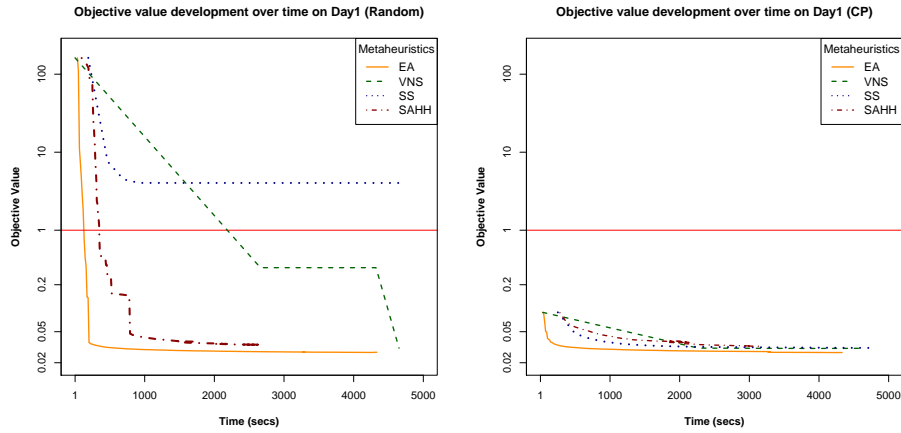 Objective value development over time on Day1 (Random)
Objective Value
100
10
1
0.2
0.05
0.02
1
1000
2000
3000
4000
5000
Time (secs)
Metaheuristics
EA
VNS
SS
SAHH
Objective value development over time on Day1 (CP)
Objective Value
100
10
1
0.2
0.05
0.02
1
1000
2000
3000
4000
5000
Time (secs)
Metaheuristics
EA
VNS
SS
SAHH